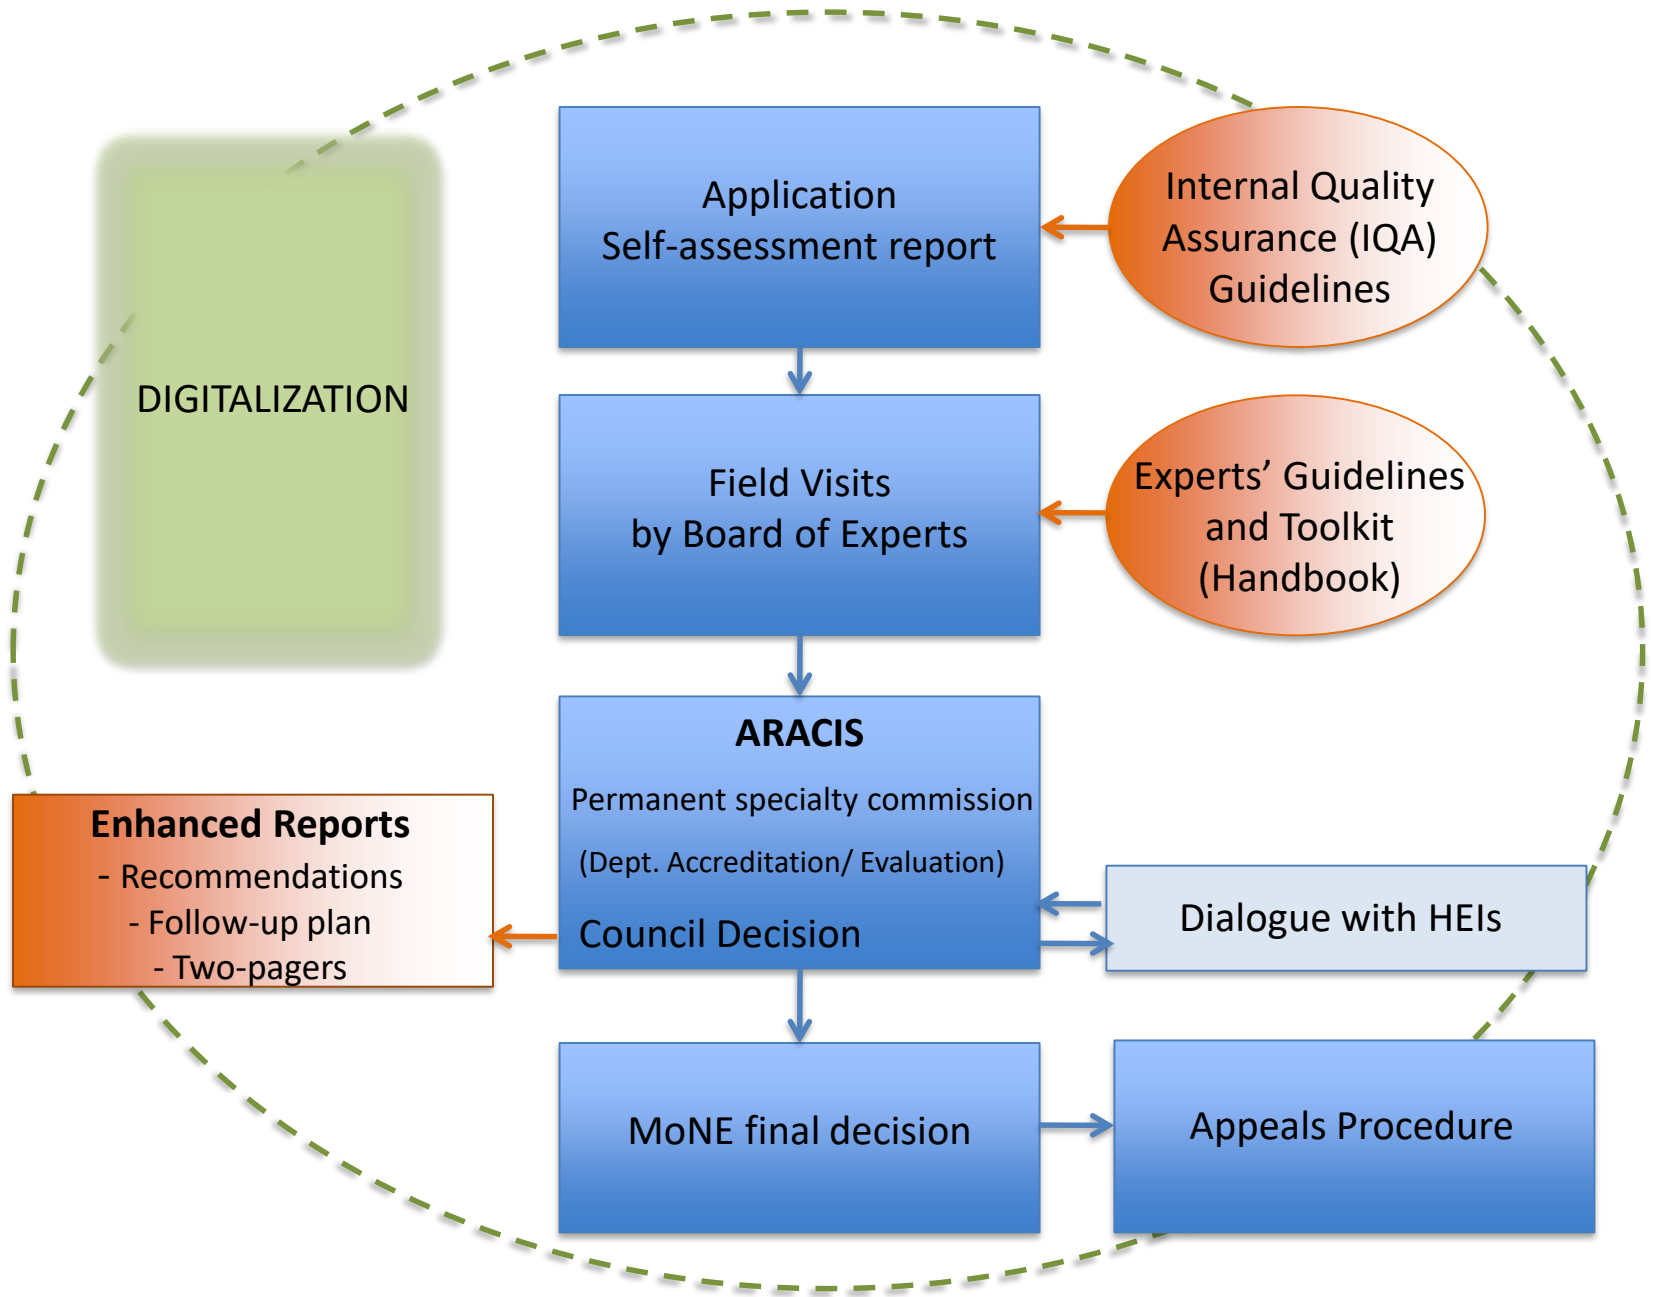 Application
Self-assessment report
Internal Quality
Assurance (IQA)
Guidelines
DIGITALIZATION
Field Visits
by Board of Experts
Experts’ Guidelines
and Toolkit
(Handbook)
ARACIS
Permanent specialty commission
(Dept. Accreditation/ Evaluation)
Council Decision
Enhanced Reports
- Recommendations
- Follow-up plan
- Two-pagers
Dialogue with HEIs
MoNE final decision
Appeals Procedure